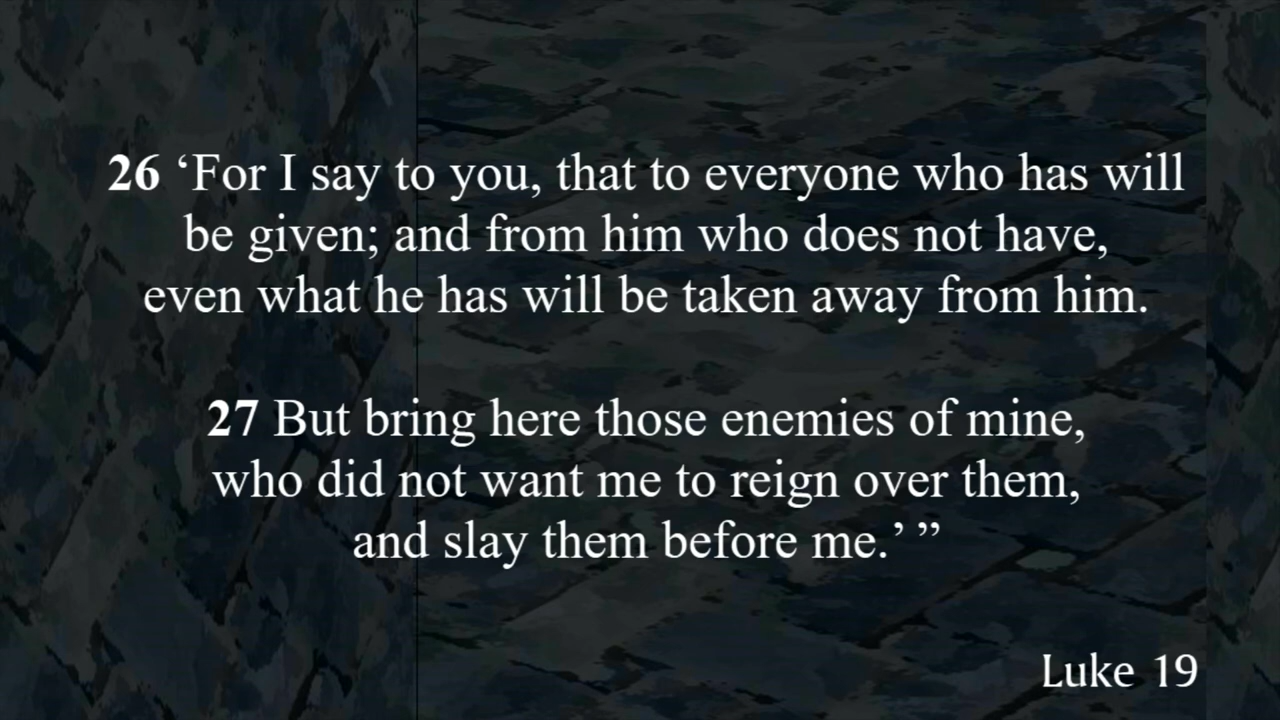 26 ‘For I say to you, that to everyone who has will
be given; and from him who does not have,
even what he has will be taken away from him.
27 But bring here those enemies of mine,
who did not want me to reign over them,
and slay them before me.’ ”
Luke 19